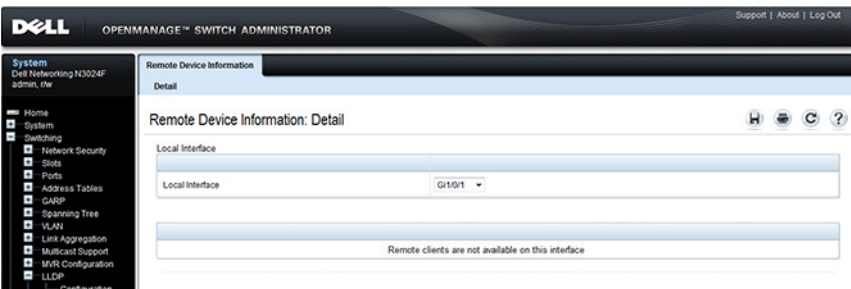 Support | About | Log Out
DELL OPENMANAGE™ SWITCH ADMINISTRATOR
System
Dell Networking N3024F
admin, r/w
Home
System
Switching
Network Security
Slots
Ports
Address Tables
GARP
Spanning Tree
VLAN
Link Aggregation
Multicast Support
MVR Configuration
LLDP
Configuration
Remote Device Information
Detail
Remote Device Information: Detail
H ?
Local Interface
Local Interface Gi1/0/1
Remote clients are not available on this interface